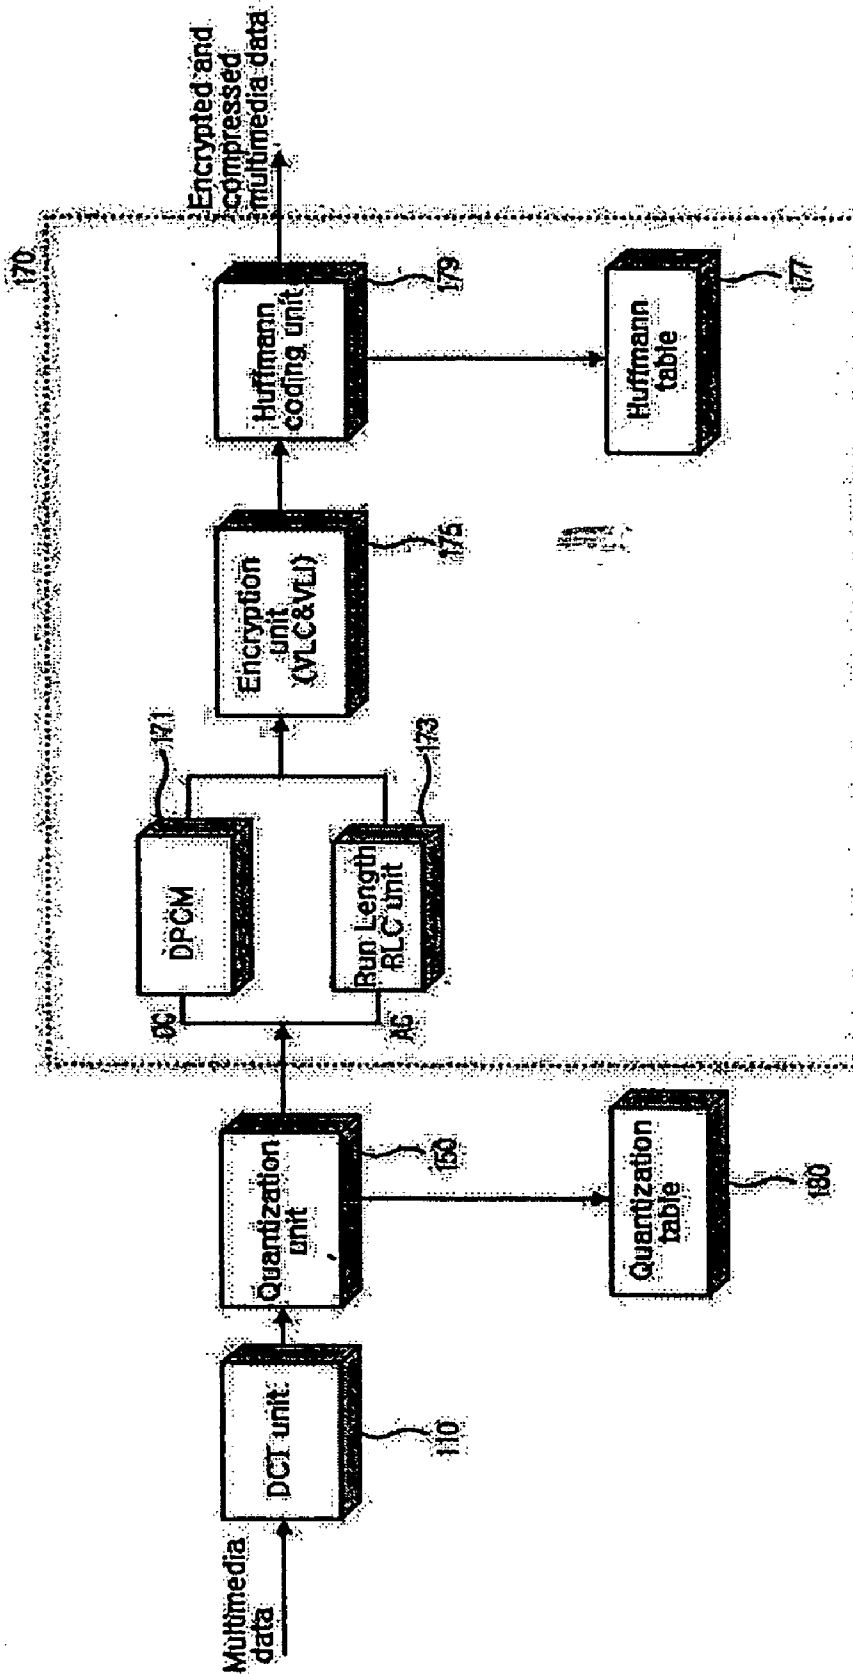 Multimedia
data
DCT unit
110
Quantization
unit
150
Quantization
table
180
170
DC
AC
DPCM
171
Run Length
RLC unit
173
Encryption
unit
(VLC&VLI)
175
Huffmann
coding unit
179
Huffmann
table
177
Encrypted and
compressed
multimedia data